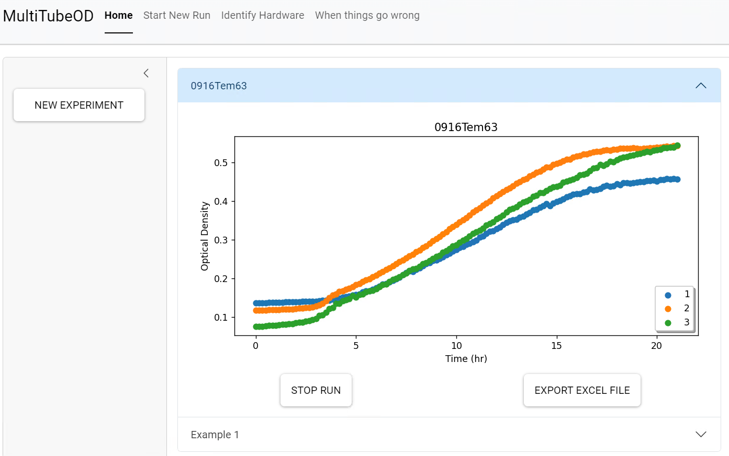 MultiTubeOD Home Start New Run Identify Hardware When things go wrong
NEW EXPERIMENT
0916Tem63
0916Tem63
0.5
0.4
0.3
0.2
0.1
Optical Density
1
2
3
0 5 10 15 20
Time (hr)
STOP RUN EXPORT EXCEL FILE
Example 1